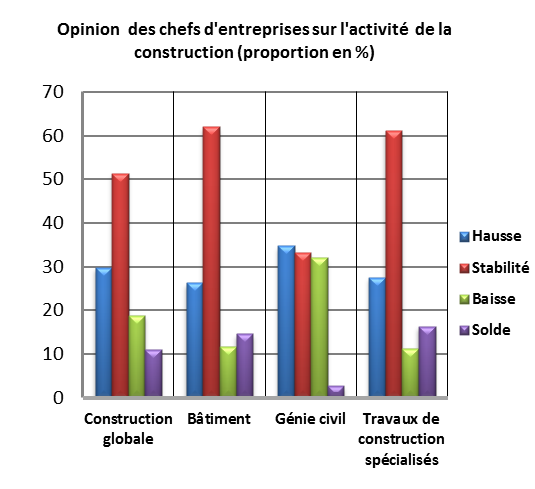 Opinion des chefs d'entreprises sur l'activité de la
construction (proportion en %)
70
60
50
40
30
20
10
0
Hausse
Stabilité
Baisse
Solde
Construction
globale
Bâtiment
Génie civil
Travaux de
construction
spécialisés